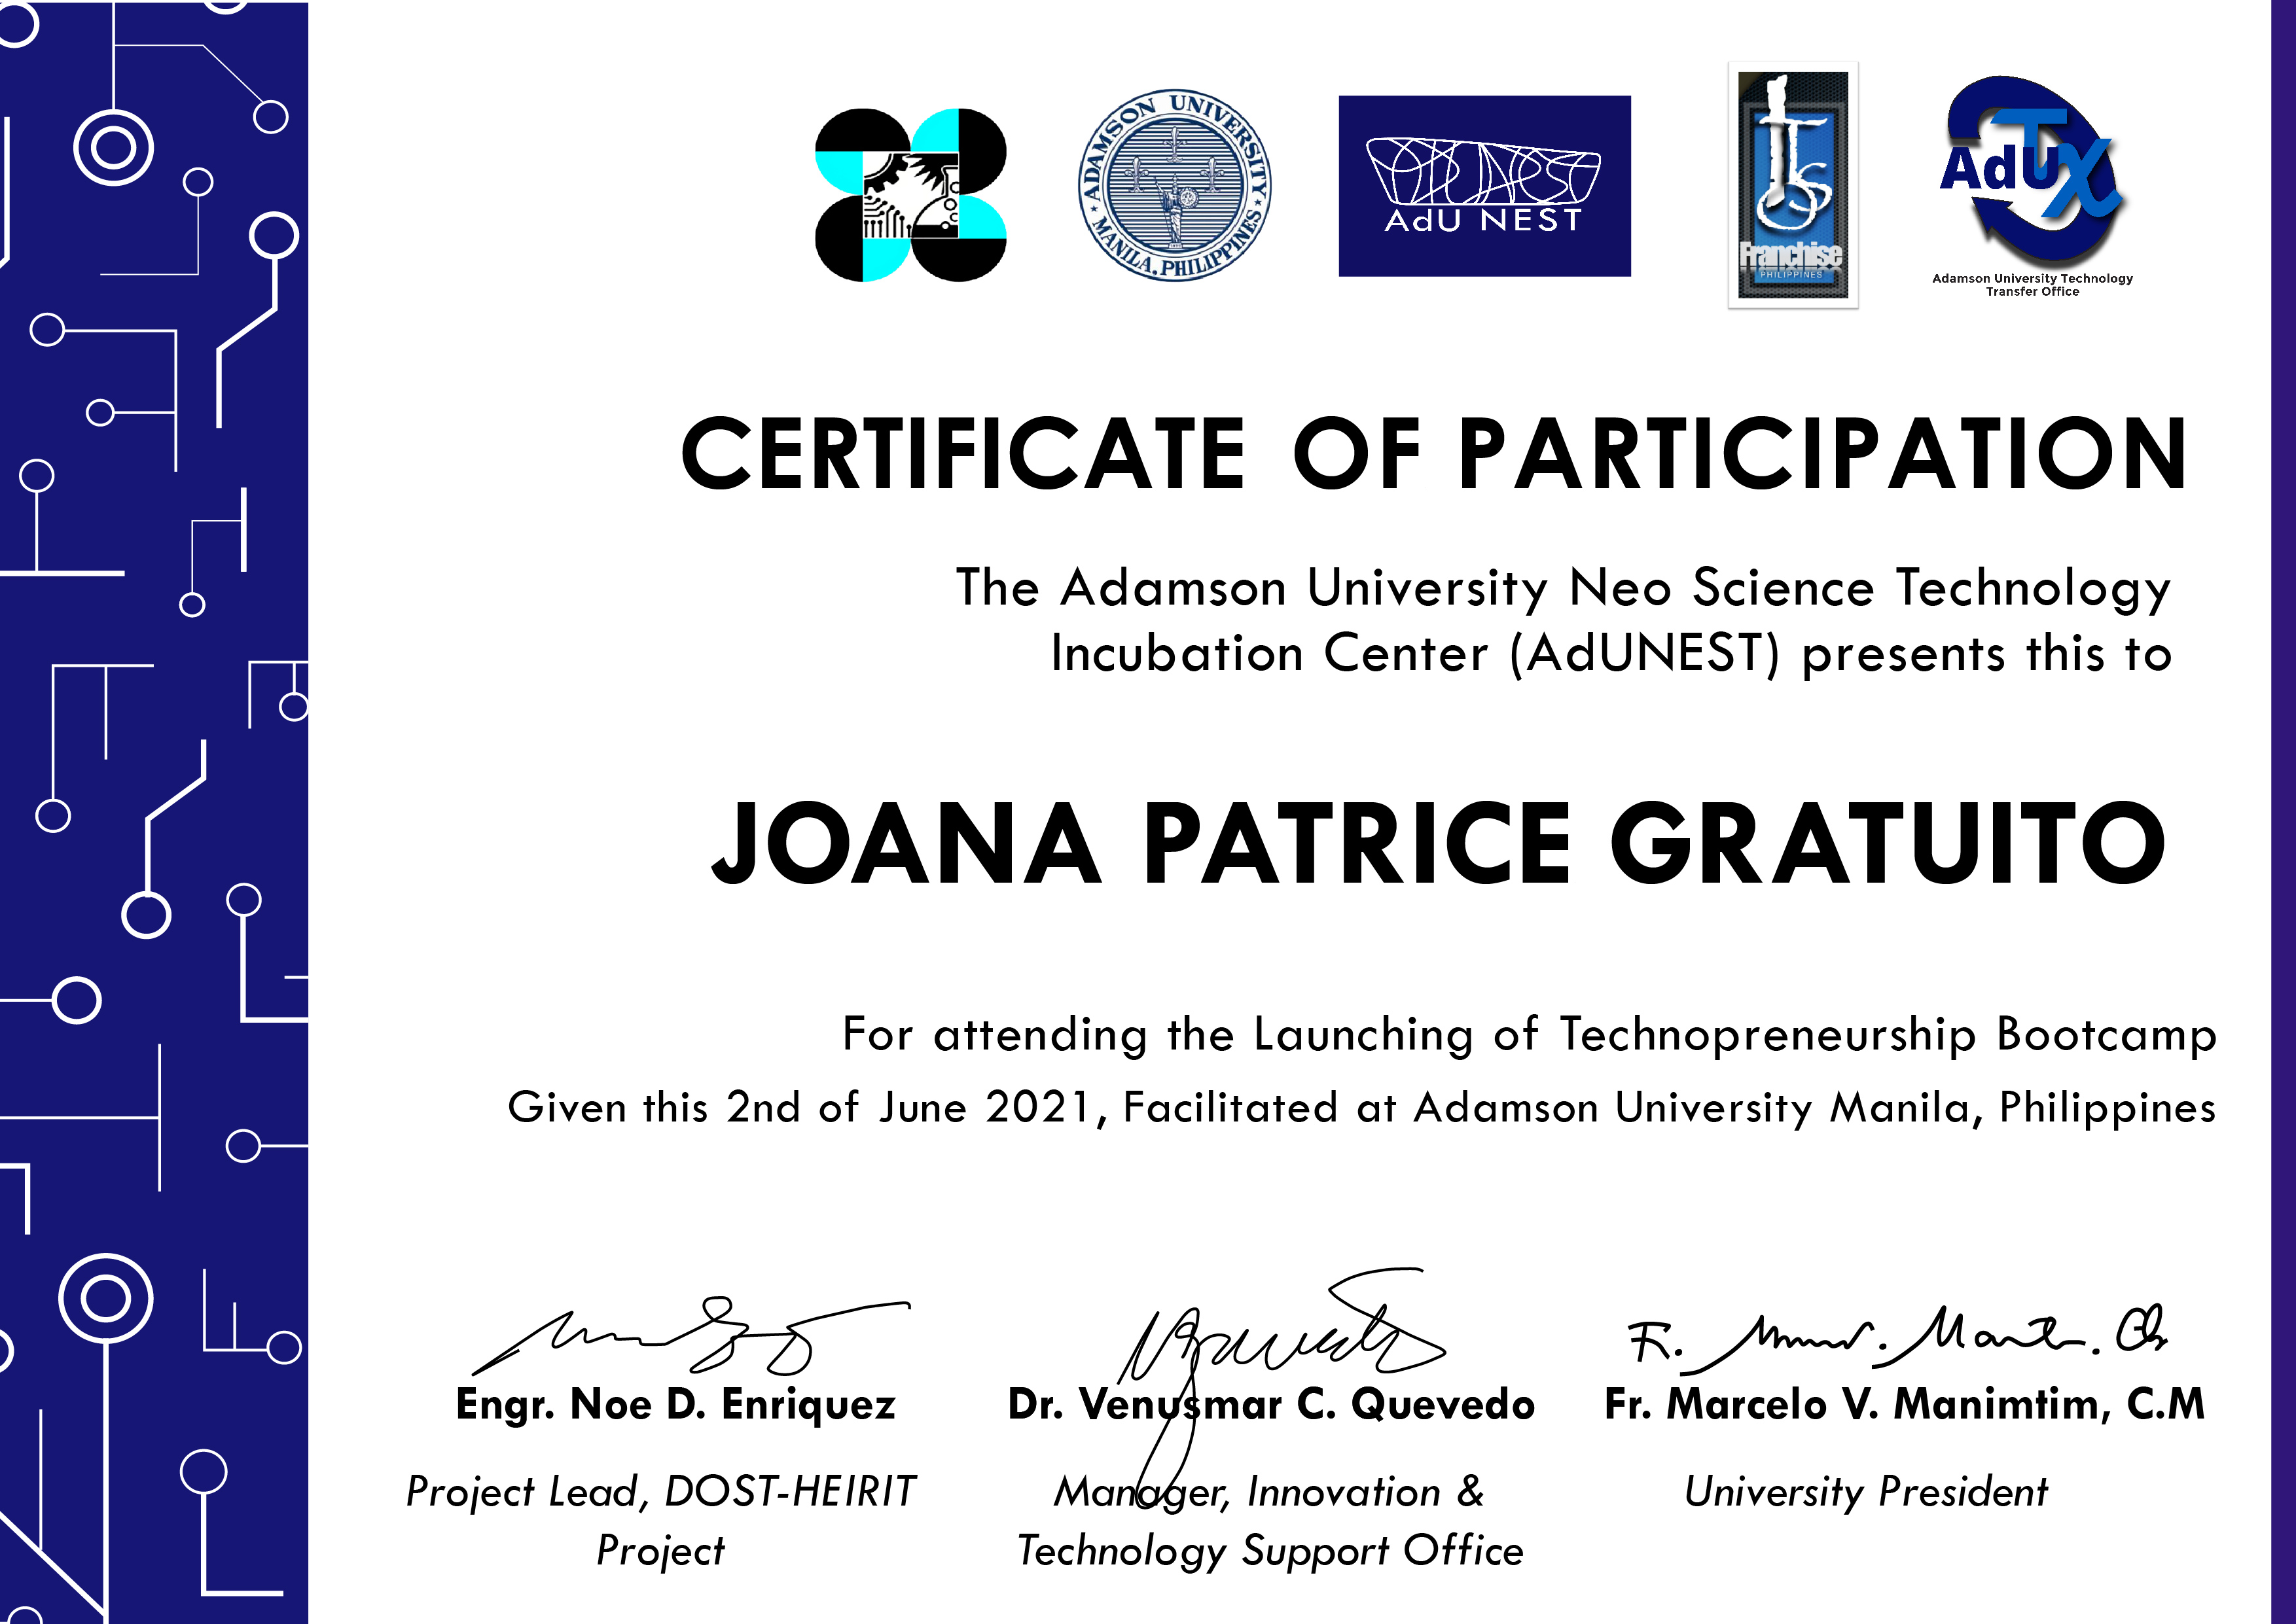 ★ ADAMSON UNIVERSITY ★
MANILA, PHILIPPINES
AdU NEST
ITS
Franchise
PHILIPPINES
AdU TX
Adamson University Technology
Transfer Office
CERTIFICATE OF PARTICIPATION
The Adamson University Neo Science Technology
Incubation Center (AdUNEST) presents this to
JOANA PATRICE GRATUITO
For attending the Launching of Technopreneurship Bootcamp
Given this 2nd of June 2021, Facilitated at Adamson University Manila, Philippines
Engr. Noe D. Enriquez
Project Lead, DOST-HEIRIT
Project
Dr. Venusmar C. Quevedo
Manager, Innovation &
Technology Support Office
Fr. Marcelo V. Manimtim, C.M
University President